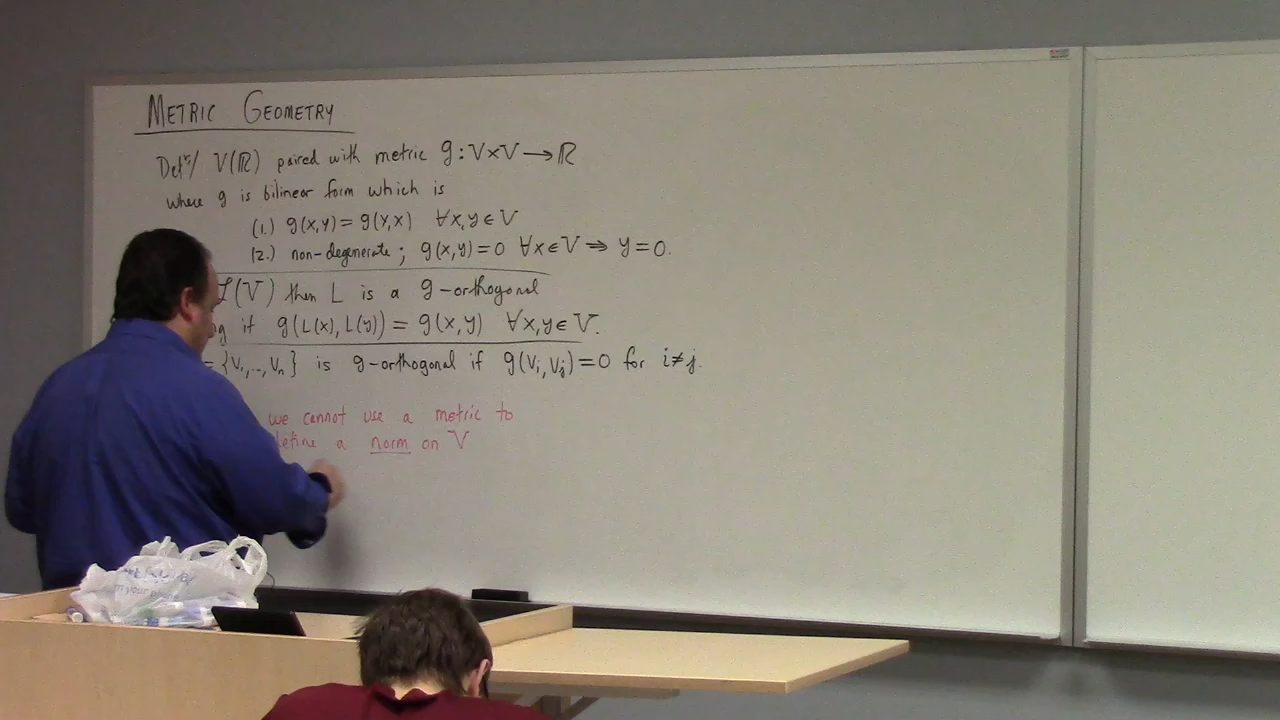 METRIC GEOMETRY
Defⁿ/ V(ℝ) paired with metric g : V×V ⟶ ℝ
where g is bilinear form which is
(1.) g(x,y) = g(y,x) ∀x,y ∈ V
(2.) non-degenerate ; g(x,y) = 0 ∀x∈V ⇒ y=0.
L(V) then L is a g-orthogonal
if g(L(x), L(y)) = g(x,y) ∀x,y ∈ V.
= {v₁,..., vₙ} is g-orthogonal if g(vᵢ,vⱼ)=0 for i≠j.
we cannot use a metric to
define a norm on V